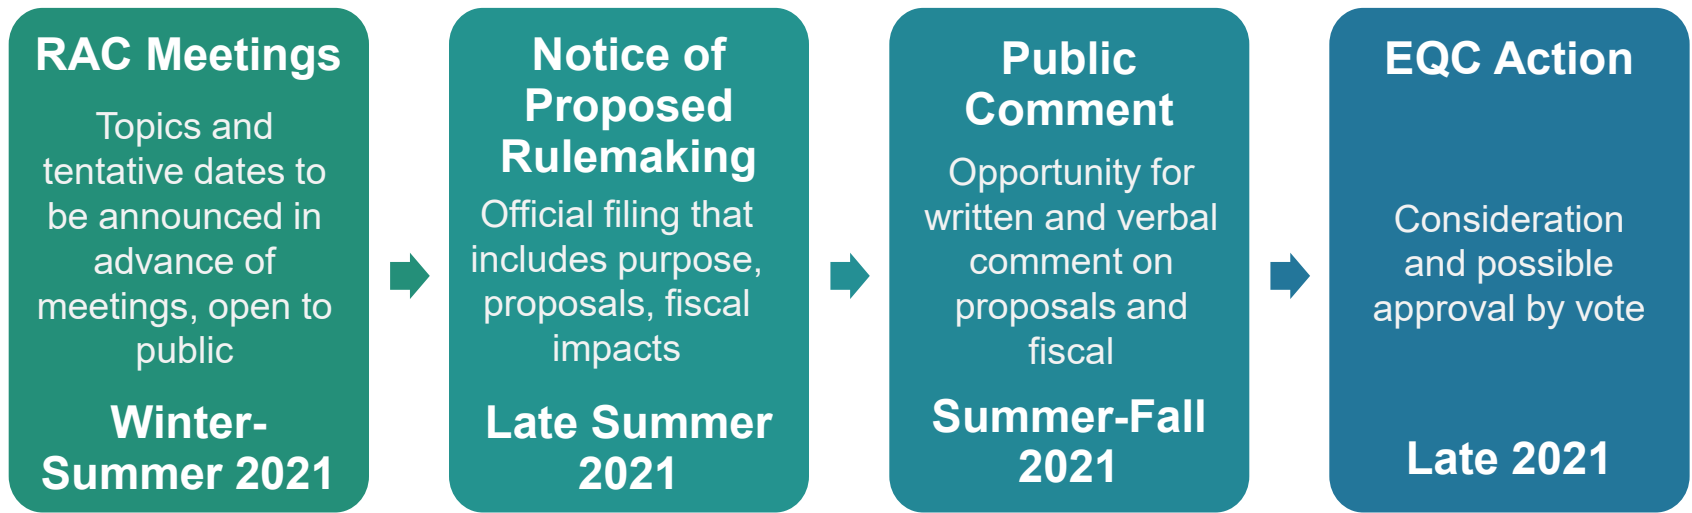 RAC Meetings
Topics and
tentative dates to
be announced in
advance of
meetings, open to
public
Winter-
Summer 2021
Notice of
Proposed
Rulemaking
Official filing that
includes purpose,
proposals, fiscal
impacts
Late Summer
2021
Public
Comment
Opportunity for
written and verbal
comment on
proposals and
fiscal
Summer-Fall
2021
EQC Action
Consideration
and possible
approval by vote
Late 2021